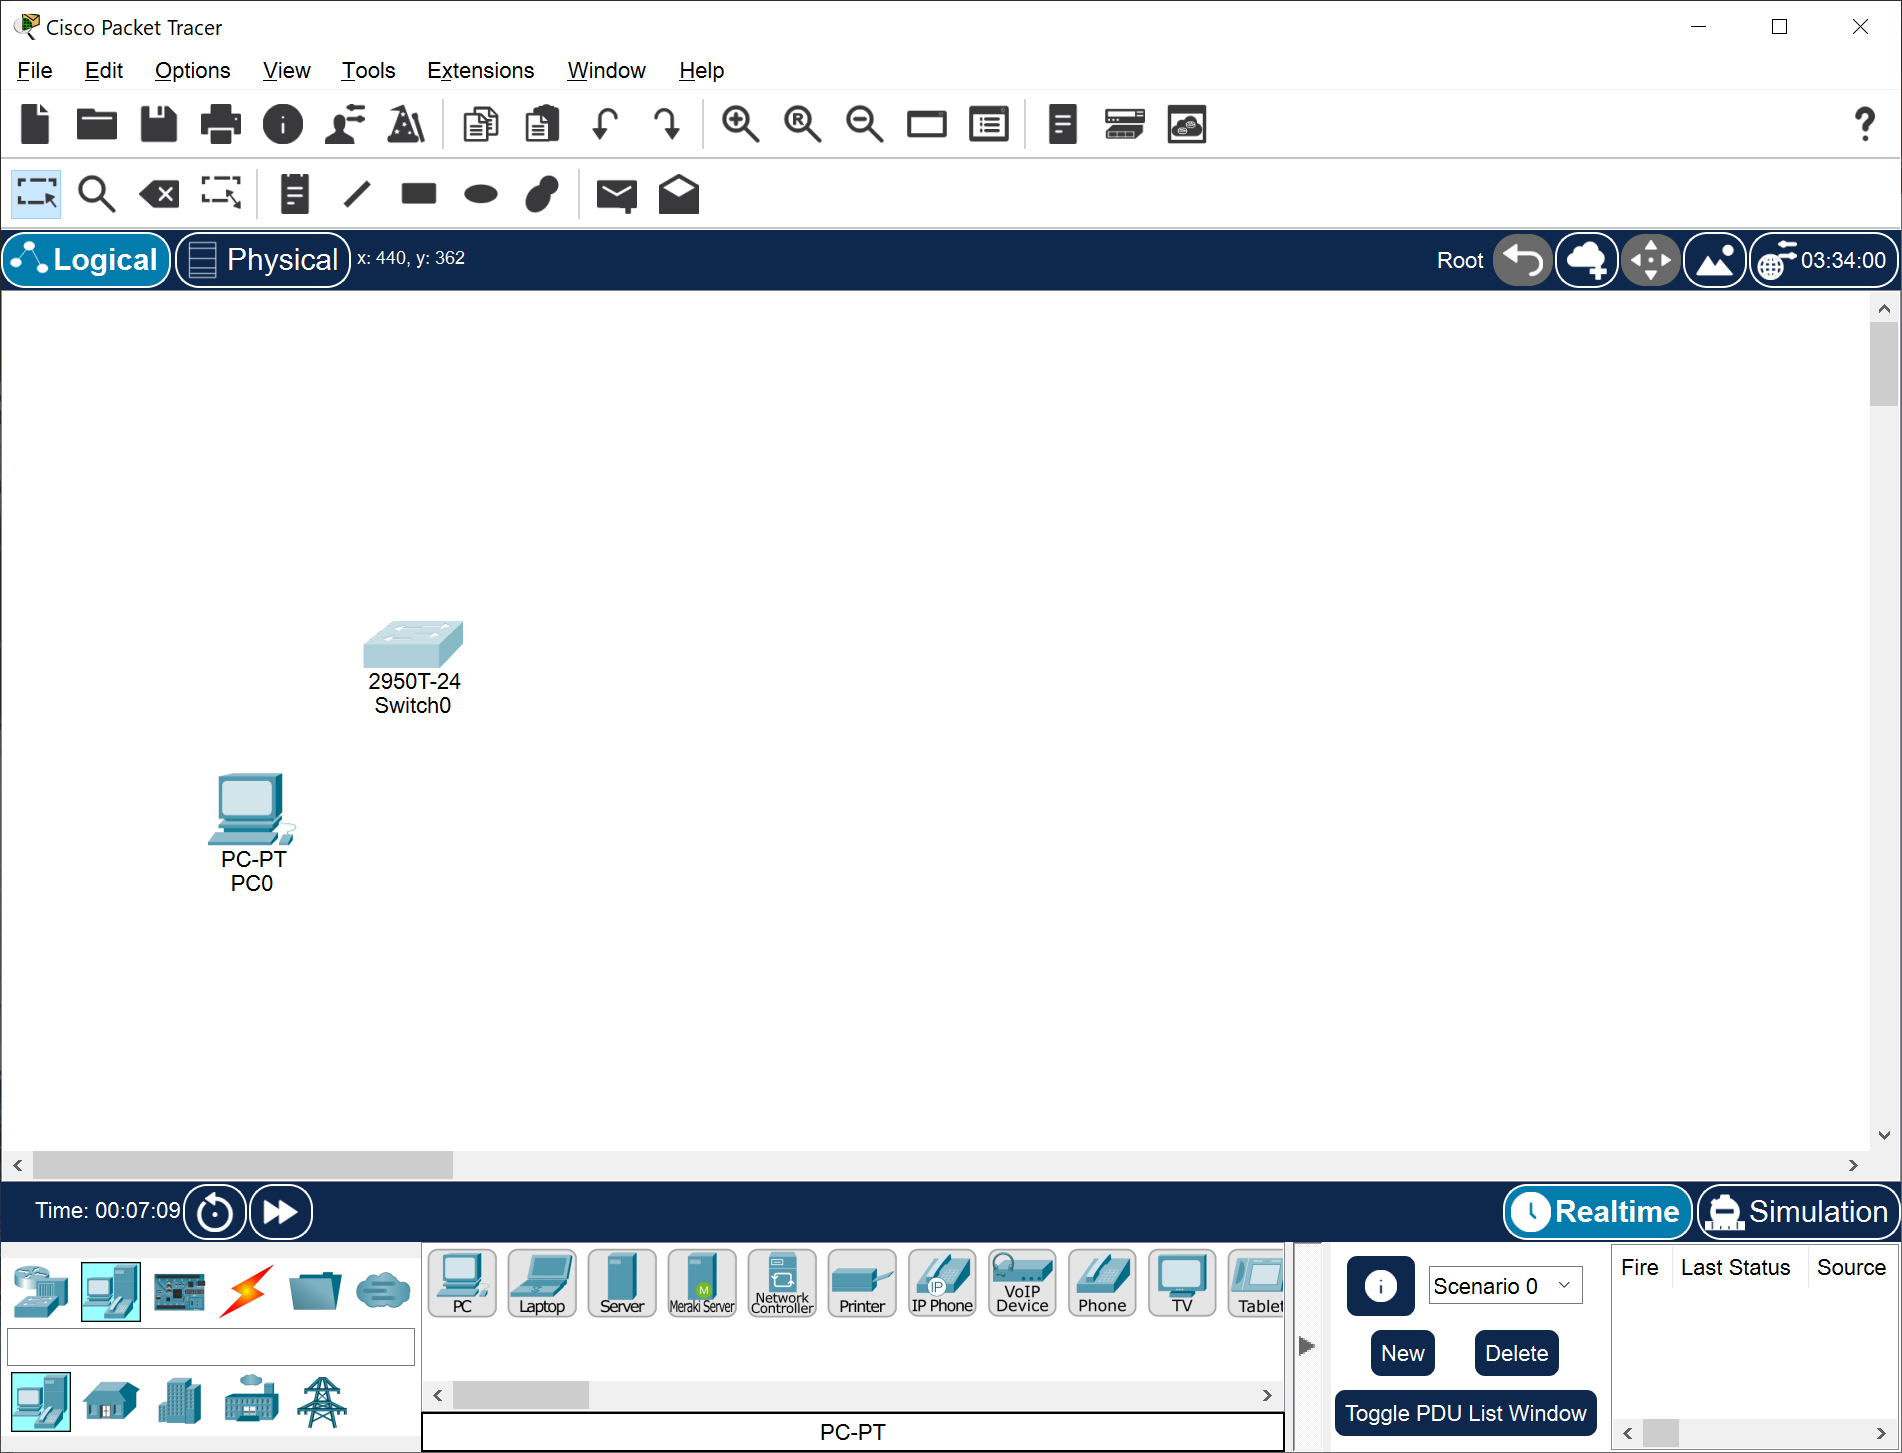 Cisco Packet Tracer
File Edit Options View Tools Extensions Window Help
Logical Physical x: 440, y: 362 Root 03:34:00
2950T-24
Switch0
PC-PT
PC0
Time: 00:07:09 Realtime Simulation
PC Laptop Server Meraki Server Network Controller Printer IP Phone VoIP Device Phone TV Tablet
Scenario 0
Fire Last Status Source
New Delete
Toggle PDU List Window
PC-PT